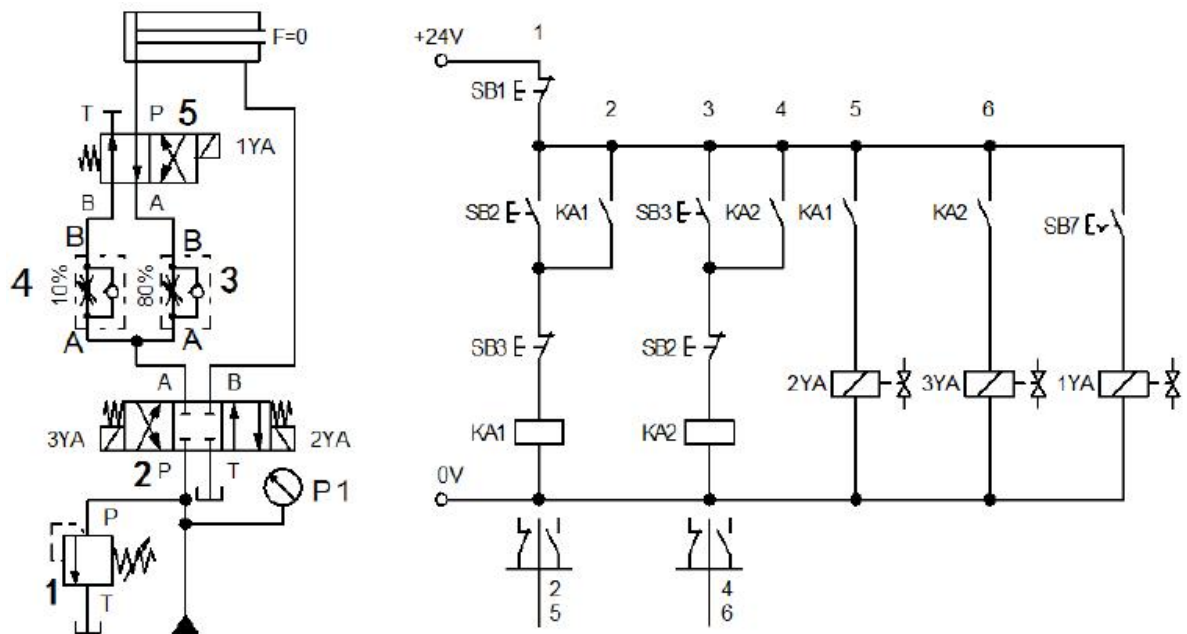 F=0
T P 5
1YA
B A
B B
4 10% 80% 3
A A
A B
3YA 2YA
2 P T
P1
P
1
T
+24V 1
SB1
2 3 4 5 6
SB2 KA1 SB3 KA2 KA1 KA2 SB7
SB3 SB2
2YA 3YA 1YA
KA1 KA2
0V
2 4
5 6